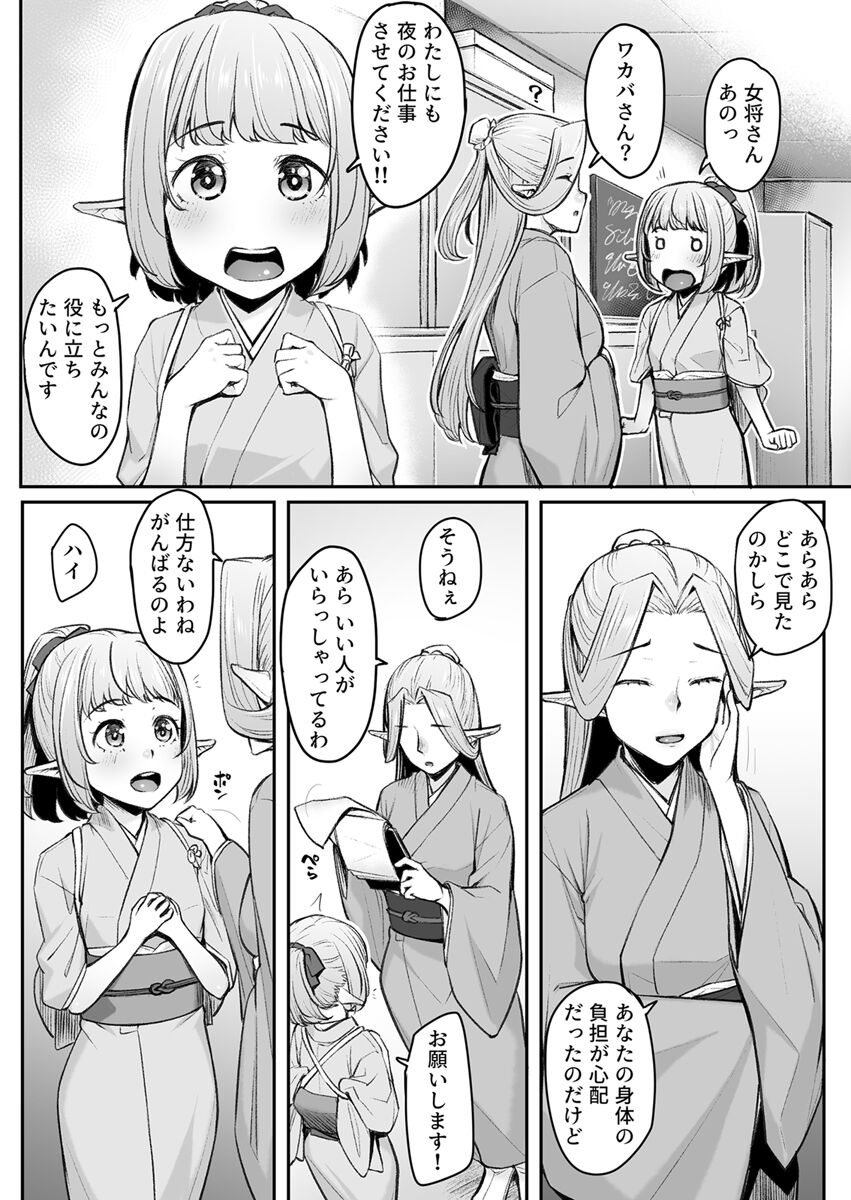 女将さん
あのっ
ワカバさん？
？
わたしにも
夜のお仕事
させてください!!
もっとみんなの
役に立ち
たいんです
あらあら
どこで見た
のかしら
あなたの身体の
負担が心配
だったのだけど
そうねぇ
あら いい人が
いらっしゃってるわ
ぺら
お願いします！
仕方ないわね
がんばるのよ
ポン
ハイ